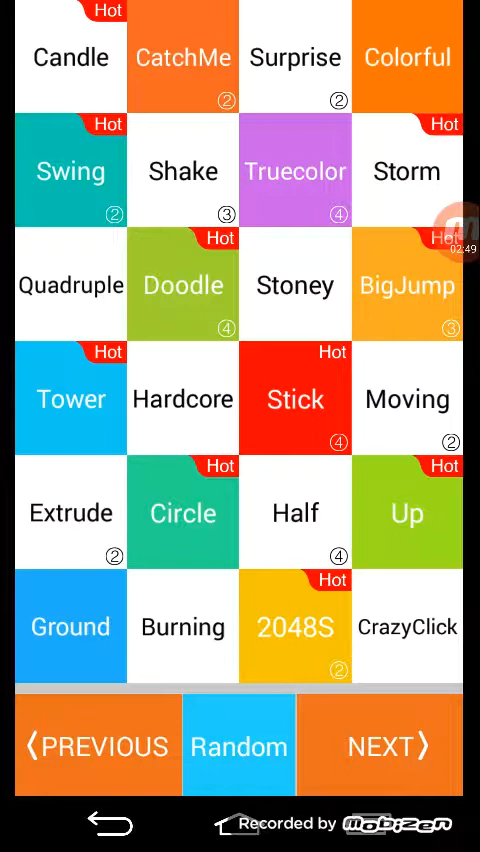 Hot
Candle CatchMe Surprise Colorful
② ②
Hot Hot
Swing Shake Truecolor Storm
② ③ ④
Hot Hot
02:49
Quadruple Doodle Stoney BigJump
④ ③
Hot Hot
Tower Hardcore Stick Moving
④ ②
Hot Hot
Extrude Circle Half Up
② ④
Hot
Ground Burning 2048S CrazyClick
②
⟨PREVIOUS Random NEXT⟩
Recorded by MOBIZEN